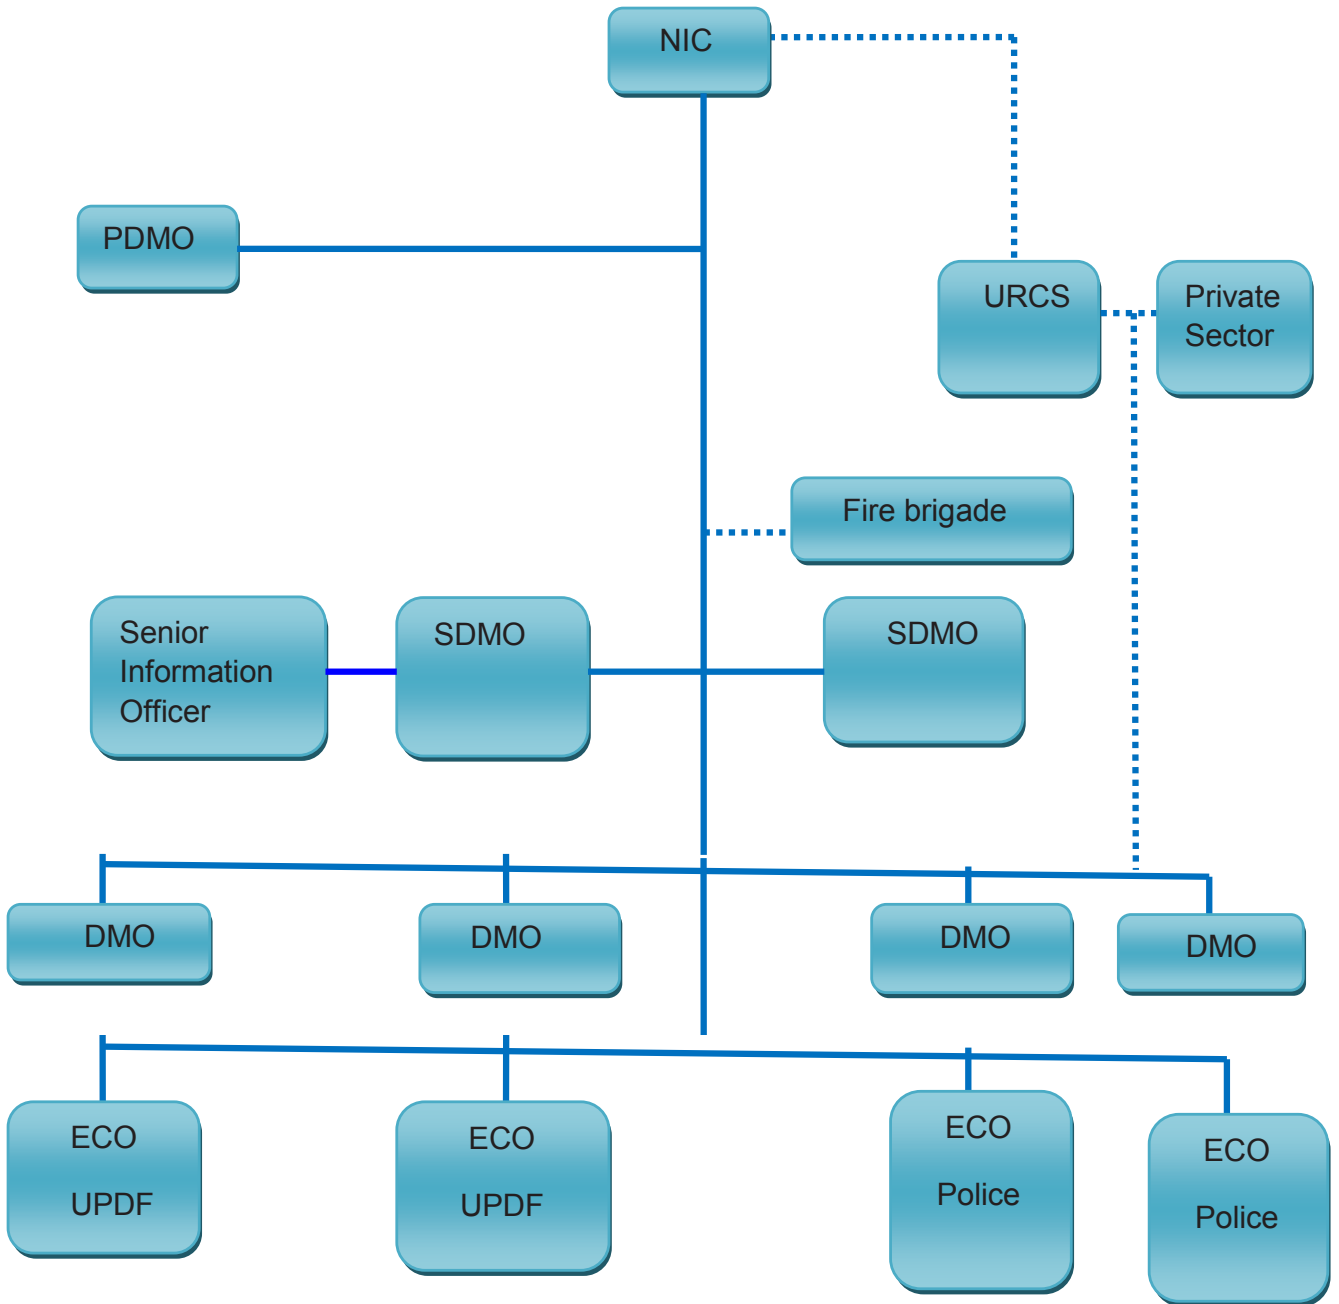 NIC
PDMO
URCS
Private
Sector
Fire brigade
Senior
Information
Officer
SDMO
SDMO
DMO
DMO
DMO
DMO
ECO
UPDF
ECO
UPDF
ECO
Police
ECO
Police